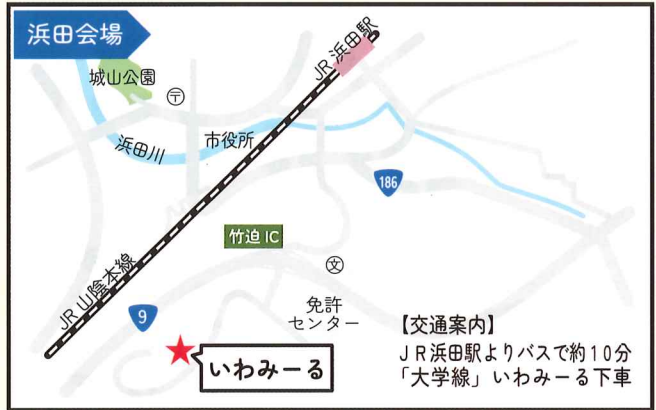 浜田会場
JR浜田駅
城山公園
〒
浜田川
市役所
186
竹迫IC
文
JR山陰本線
9
免許
センター
いわみーる
【交通案内】
JR浜田駅よりバスで約10分
「大学線」いわみーる下車